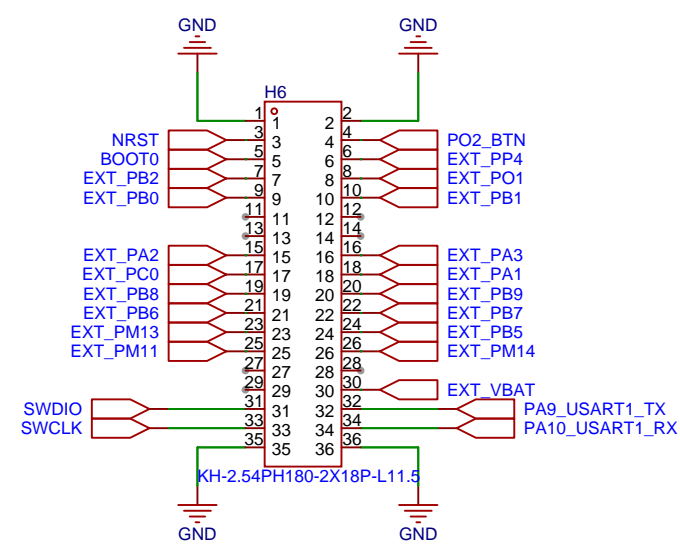 GND GND
H6
1 1 2 2
NRST 3 3 4 4 PO2_BTN
BOOT0 5 5 6 6 EXT_PP4
EXT_PB2 7 7 8 8 EXT_PO1
EXT_PB0 9 9 10 10 EXT_PB1
11 11 12 12
13 13 14 14
EXT_PA2 15 15 16 16 EXT_PA3
EXT_PC0 17 17 18 18 EXT_PA1
EXT_PB8 19 19 20 20 EXT_PB9
EXT_PB6 21 21 22 22 EXT_PB7
EXT_PM13 23 23 24 24 EXT_PB5
EXT_PM11 25 25 26 26 EXT_PM14
27 27 28 28
29 29 30 30 EXT_VBAT
SWDIO 31 31 32 32 PA9_USART1_TX
SWCLK 33 33 34 34 PA10_USART1_RX
35 35 36 36
KH-2.54PH180-2X18P-L11.5
GND GND